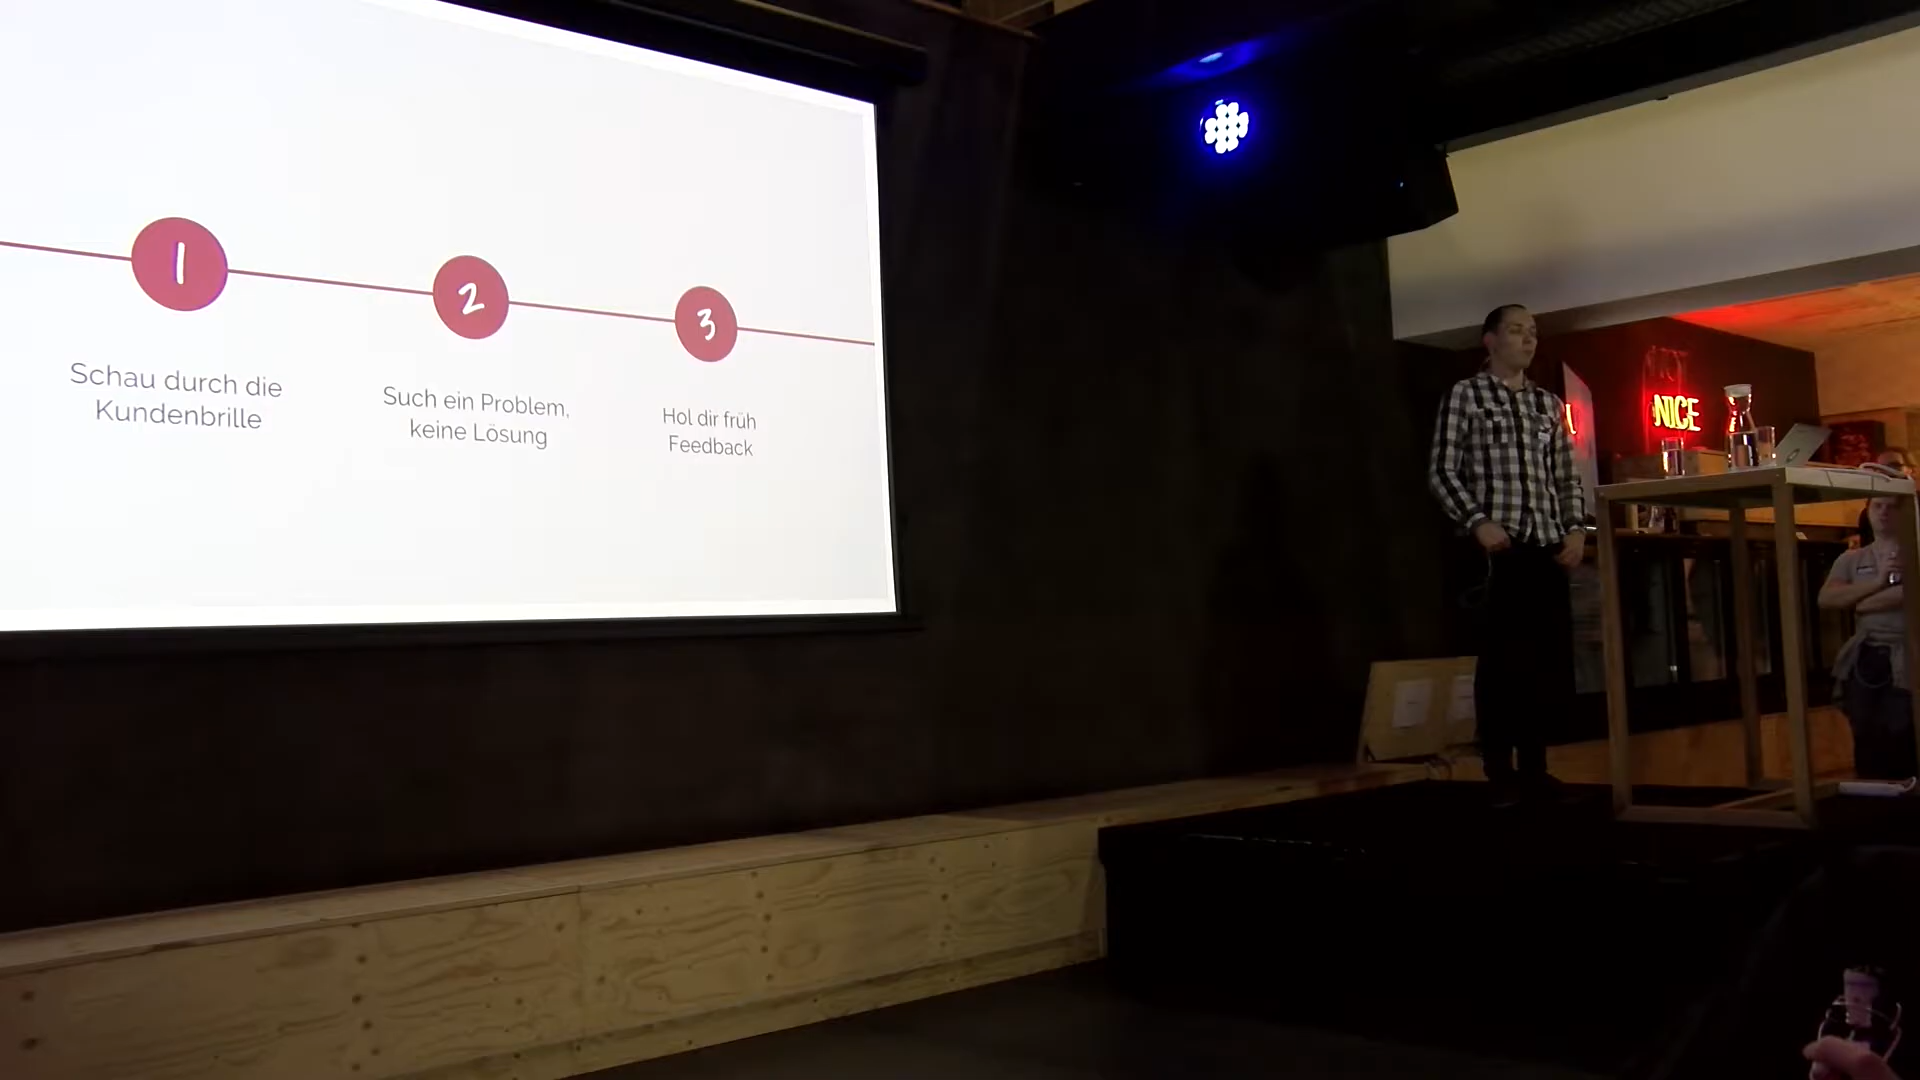 1
Schau durch die
Kundenbrille
2
Such ein Problem,
keine Lösung
3
Hol dir früh
Feedback
NICE